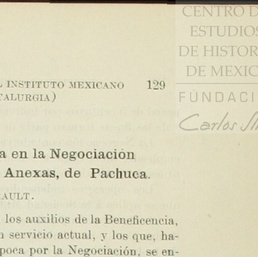 CENTRO D
ESTUDIOS
DE HISTOR
DE MEXIC
FUNDACI
Carlos Sl
L INSTITUTO MEXICANO 129
TALURGIA)
a en la Negociación
Anexas, de Pachuca.
RAULT.
los auxilios de la Beneficencia,
n servicio actual, y los que, ha-
poca por la Negociación, se en-